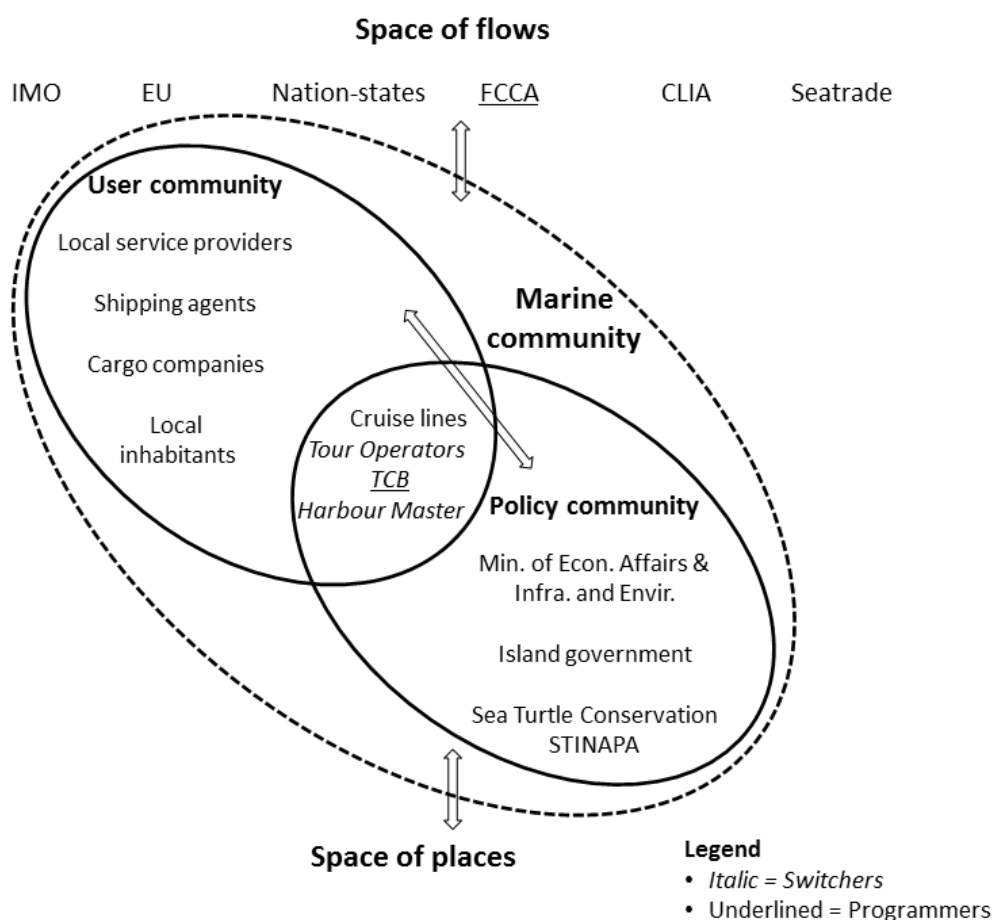 Space of flows
IMO EU Nation-states FCCA CLIA Seatrade
User community
Local service providers
Shipping agents
Marine
community
Cargo companies
Local
inhabitants
Cruise lines
Tour Operators
TCB
Harbour Master
Policy community
Min. of Econ. Affairs &
Infra. and Envir.
Island government
Sea Turtle Conservation
STINAPA
Space of places
Legend
• Italic = Switchers
• Underlined = Programmers